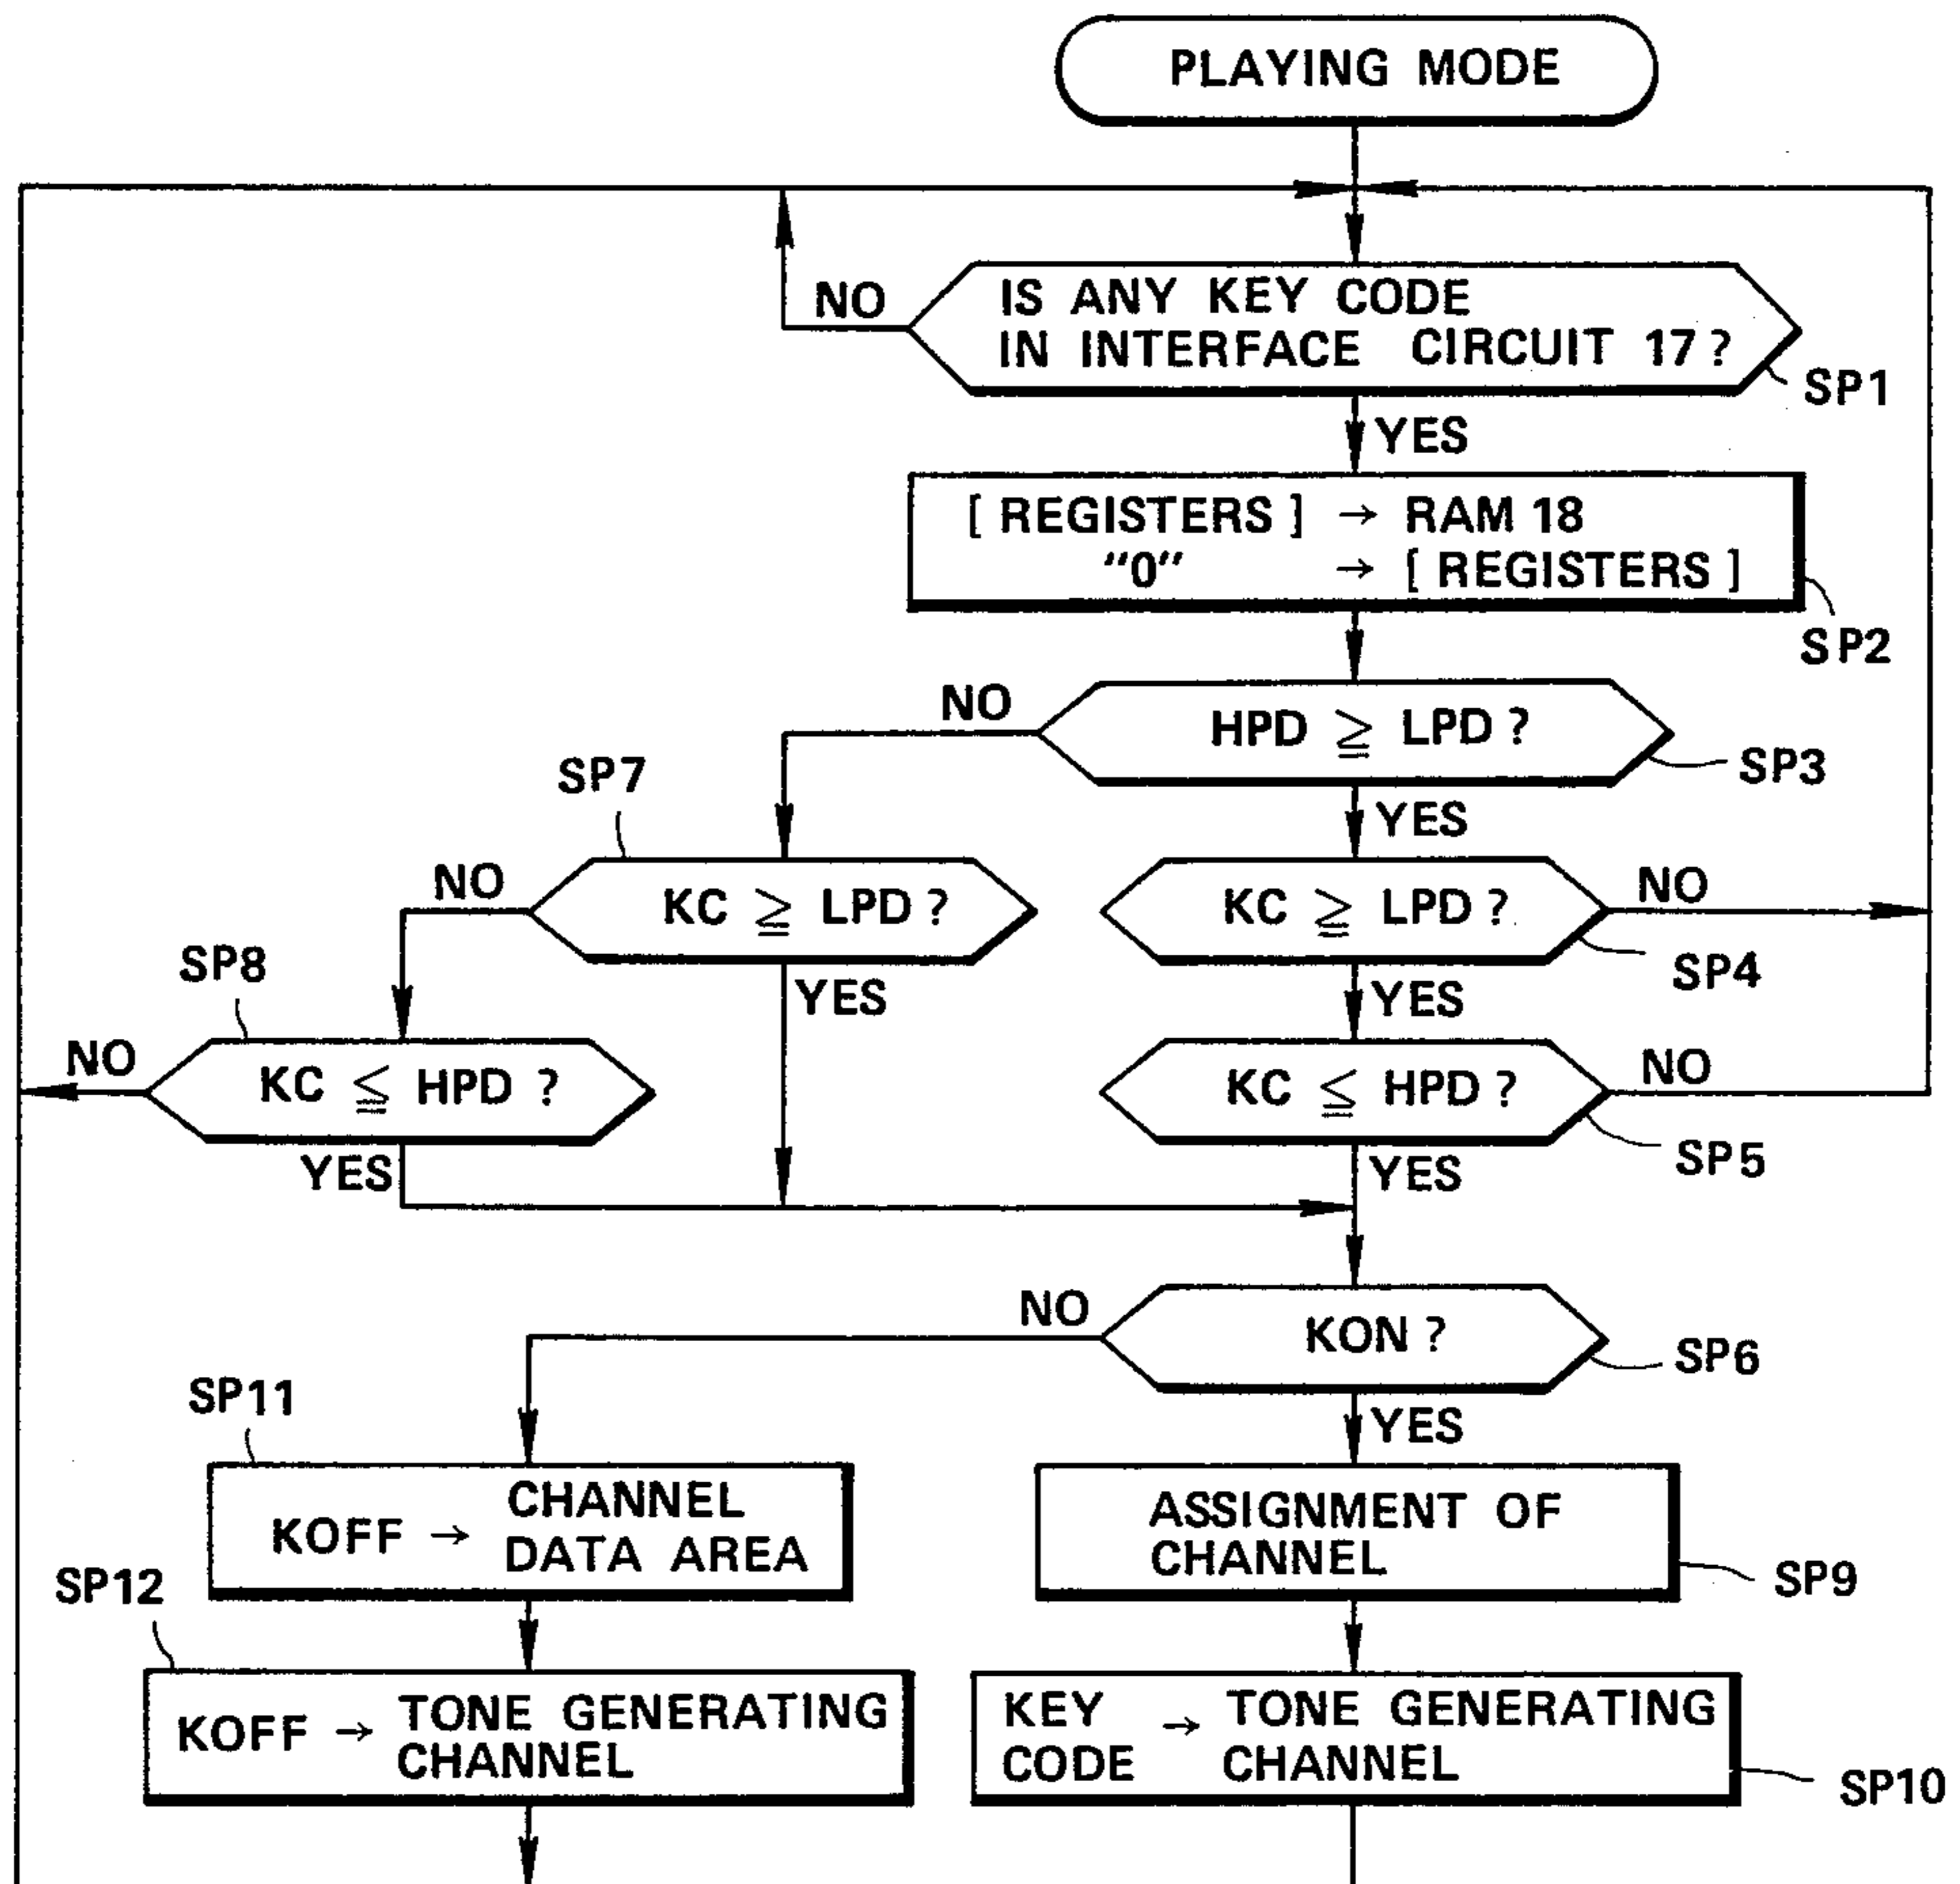 PLAYING MODE
NO
IS ANY KEY CODE
IN INTERFACE CIRCUIT 17 ?
SP1
YES
[ REGISTERS ] → RAM 18
"0" → [ REGISTERS ]
SP2
NO
HPD ≧ LPD ?
SP3
YES
SP7
NO
KC ≧ LPD ?
YES
KC ≧ LPD ?
NO
SP4
YES
SP8
NO
KC ≦ HPD ?
YES
KC ≦ HPD ?
NO
SP5
YES
NO
KON ?
SP6
YES
SP11
KOFF → CHANNEL
DATA AREA
ASSIGNMENT OF
CHANNEL
SP9
SP12
KOFF → TONE GENERATING
CHANNEL
KEY
CODE → TONE GENERATING
CHANNEL
SP10